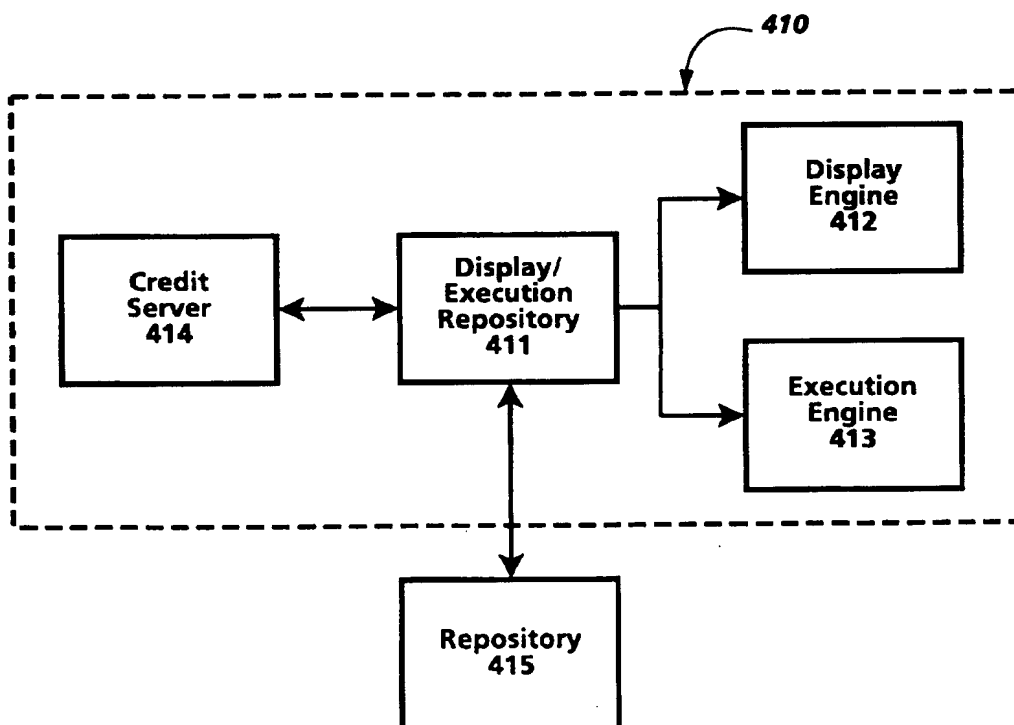 410
Display
Engine
412
Credit
Server
414
Display/
Execution
Repository
411
Execution
Engine
413
Repository
415